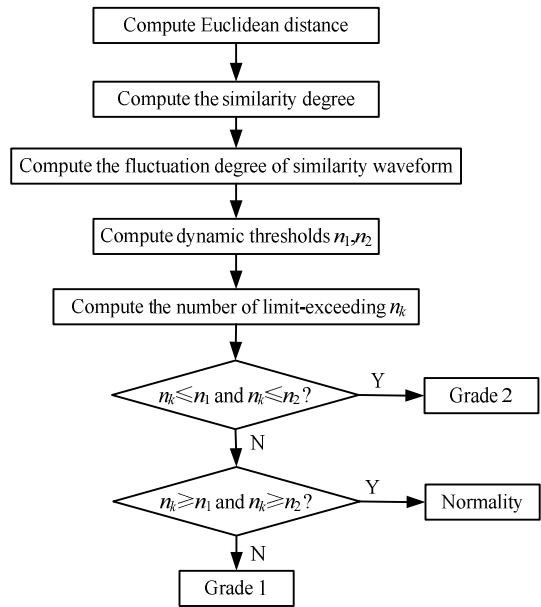 Compute Euclidean distance
Compute the similarity degree
Compute the fluctuation degree of similarity waveform
Compute dynamic thresholds n₁,n₂
Compute the number of limit-exceeding nₖ
nₖ≤n₁ and nₖ≤n₂?
Y
Grade 2
N
nₖ≥n₁ and nₖ≥n₂?
Y
Normality
N
Grade 1